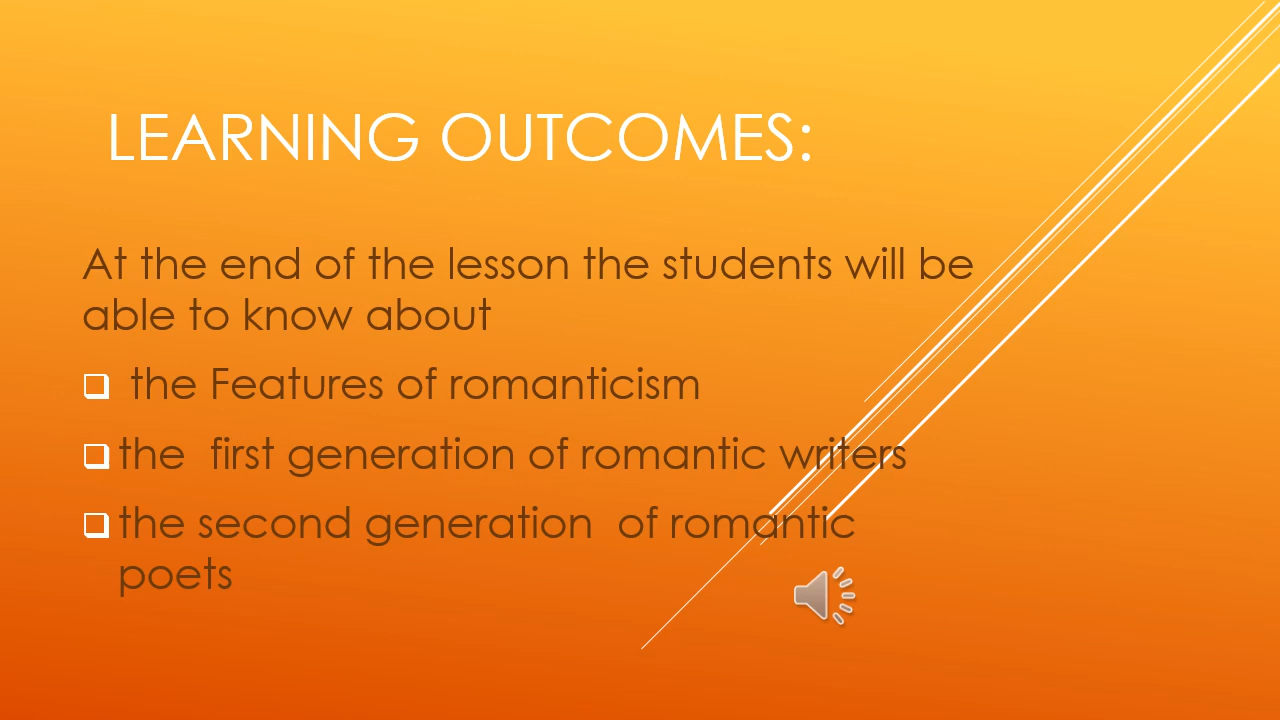 LEARNING OUTCOMES:
At the end of the lesson the students will be
able to know about
the Features of romanticism
the  first generation of romantic writers
the second generation  of romantic
poets